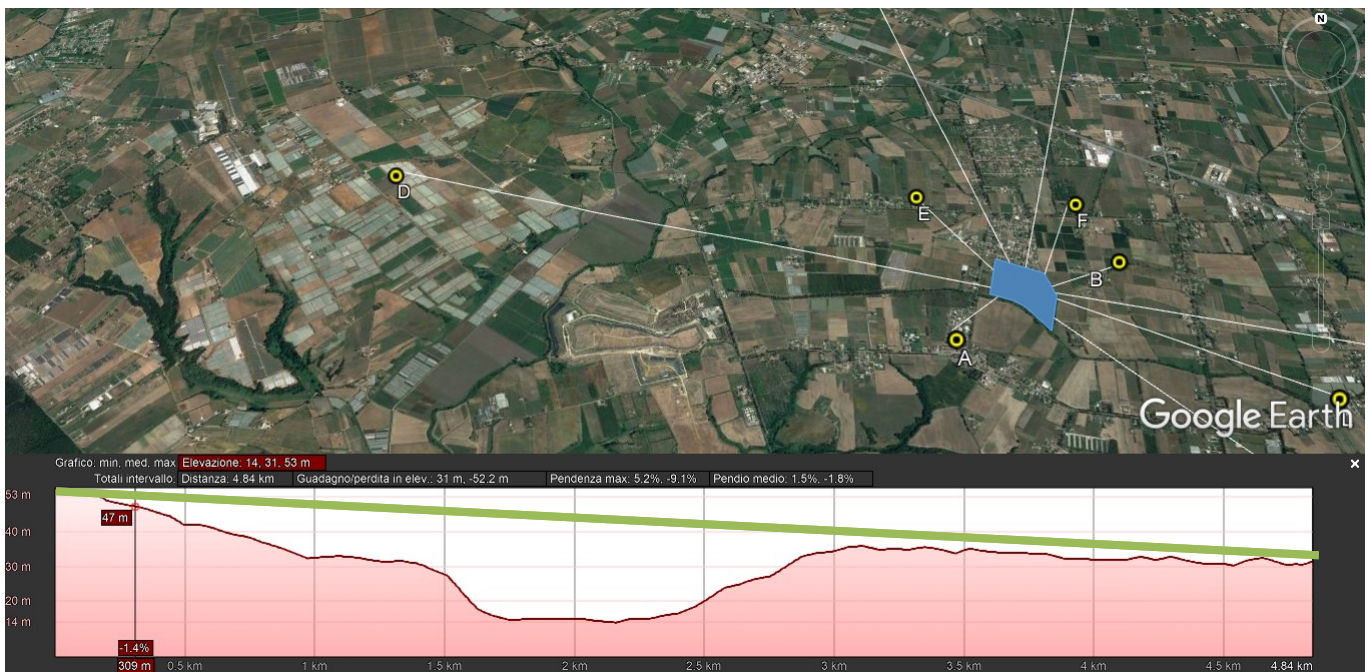 N
D
E
F
B
A
Google Earth
Grafico: min, med, max Elevazione: 14, 31, 53 m
Totali intervallo: Distanza: 4.84 km Guadagno/perdita in elev.: 31 m, -52.2 m Pendenza max. 5.2%, -9.1% Pendio medio: 1.5%, -1.8%
53 m
47 m
40 m
30 m
20 m
14 m
-1.4%
309 m 0.5 km 1 km 1.5 km 2 km 2.5 km 3 km 3.5 km 4 km 4.5 km 4.84 km